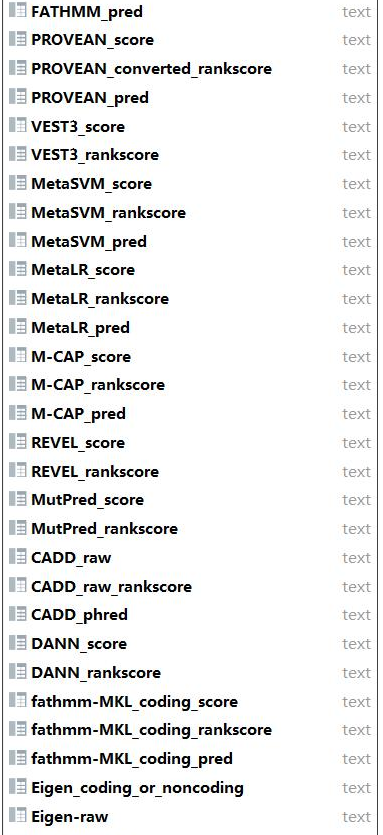 FATHMM_pred text
PROVEAN_score text
PROVEAN_converted_rankscore text
PROVEAN_pred text
VEST3_score text
VEST3_rankscore text
MetaSVM_score text
MetaSVM_rankscore text
MetaSVM_pred text
MetaLR_score text
MetaLR_rankscore text
MetaLR_pred text
M-CAP_score text
M-CAP_rankscore text
M-CAP_pred text
REVEL_score text
REVEL_rankscore text
MutPred_score text
MutPred_rankscore text
CADD_raw text
CADD_raw_rankscore text
CADD_phred text
DANN_score text
DANN_rankscore text
fathmm-MKL_coding_score text
fathmm-MKL_coding_rankscore text
fathmm-MKL_coding_pred text
Eigen_coding_or_noncoding text
Eigen-raw text